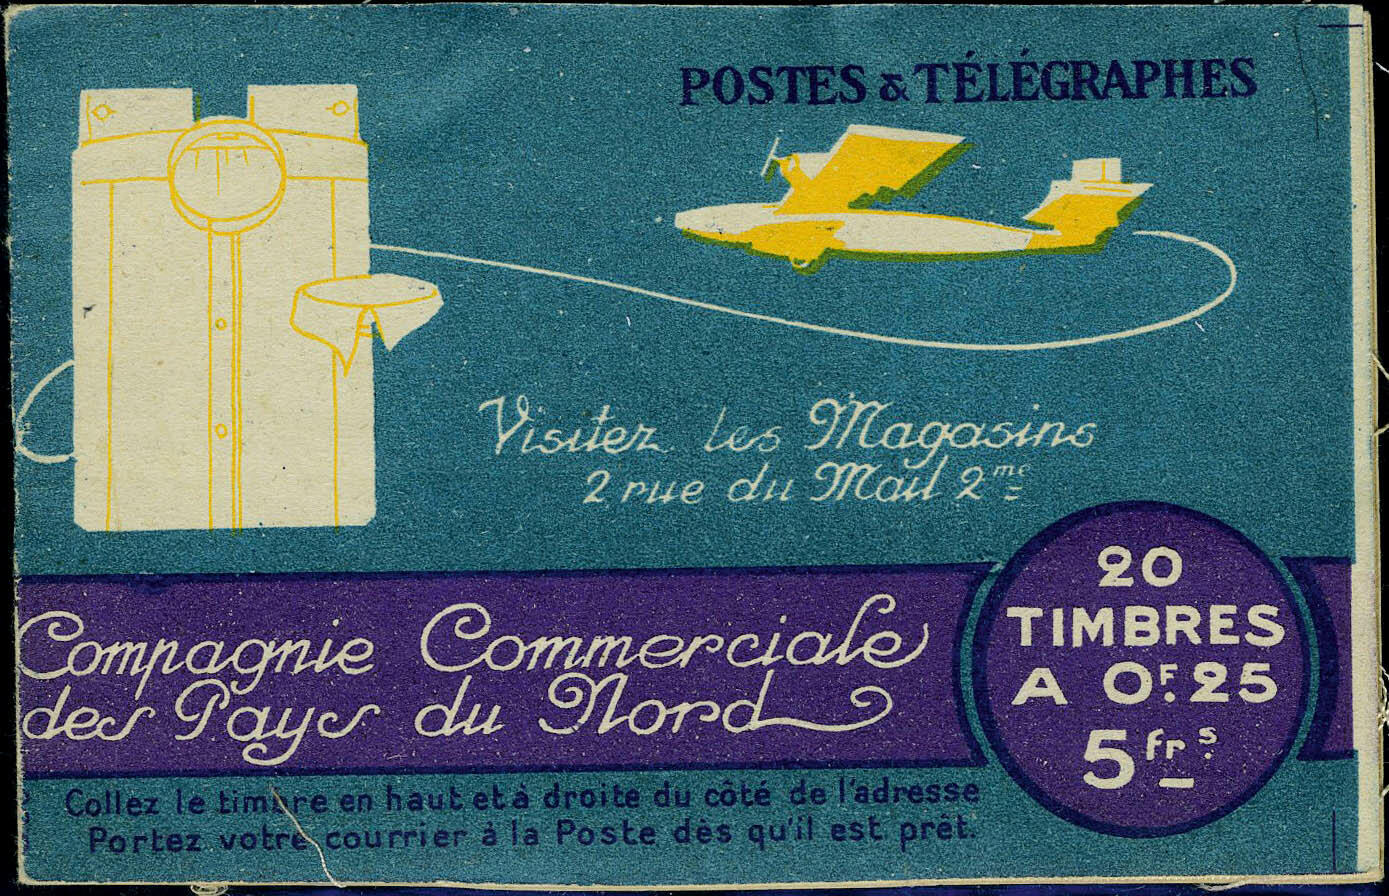 POSTES & TÉLÉGRAPHES
Visitez les Magasins
2 rue du Mail 2me
Compagnie Commerciale
des Pays du Nord
20
TIMBRES
A 0F.25
5 frs.
Collez le timbre en haut et à droite du côté de l'adresse
Portez votre courrier à la Poste dès qu'il est prêt.